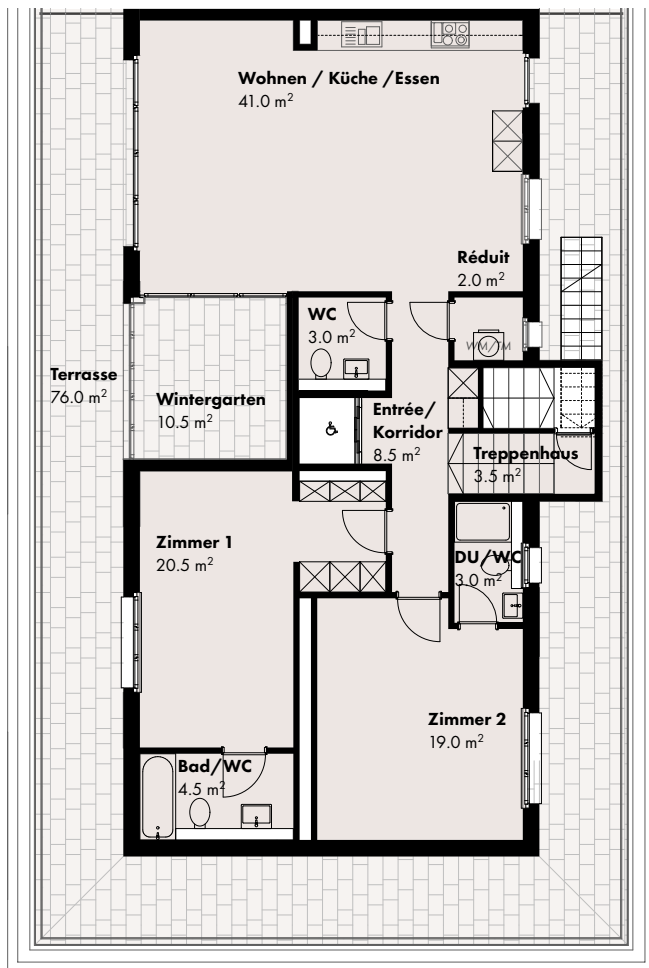 Wohnen / Küche /Essen
41.0 m²
Réduit
2.0 m²
WC
3.0 m²
WM/TM
Terrasse
76.0 m²
Wintergarten
10.5 m²
Entrée/
Korridor
8.5 m²
Treppenhaus
3.5 m²
Zimmer 1
20.5 m²
DU/WC
3.0 m²
Zimmer 2
19.0 m²
Bad/WC
4.5 m²